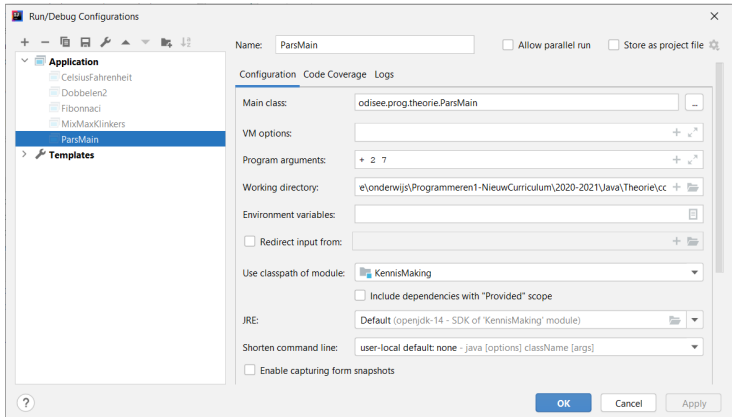 Run/Debug Configurations
Name: ParsMain Allow parallel run Store as project file
Application
CelsiusFahrenheit
Dobbelen2
Fibonnaci
MixMaxKlinkers
ParsMain
Templates
Configuration Code Coverage Logs
Main class: odisee.prog.theorie.ParsMain ...
VM options:
Program arguments: + 2 7
Working directory: e\onderwijs\Programmeren1-NieuwCurriculum\2020-2021\Java\Theorie\cc
Environment variables:
Redirect input from:
Use classpath of module: KennisMaking
Include dependencies with "Provided" scope
JRE: Default (openjdk-14 - SDK of 'KennisMaking' module)
Shorten command line: user-local default: none - java [options] className [args]
Enable capturing form snapshots
? OK Cancel Apply